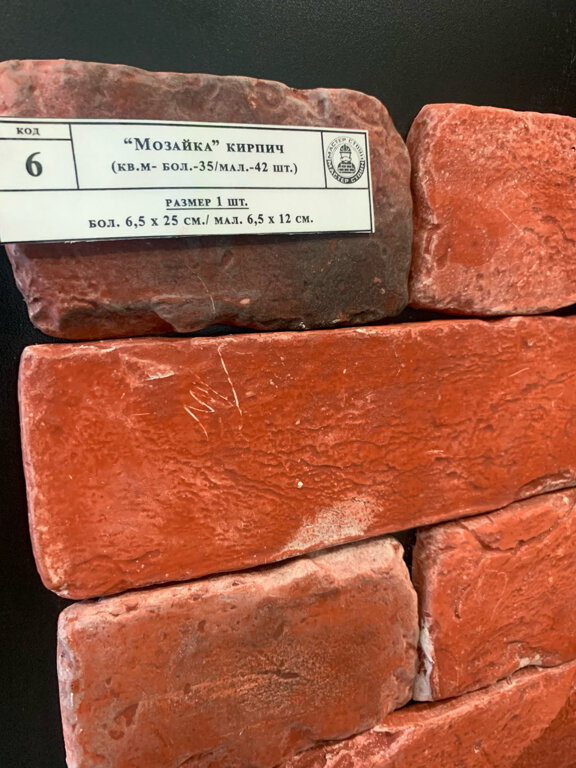 КОД
6
“МОЗАЙКА” КИРПИЧ
(КВ.М- БОЛ.-35/МАЛ.-42 ШТ.)
РАЗМЕР 1 ШТ.
БОЛ. 6,5 х 25 СМ./ МАЛ. 6,5 х 12 СМ.